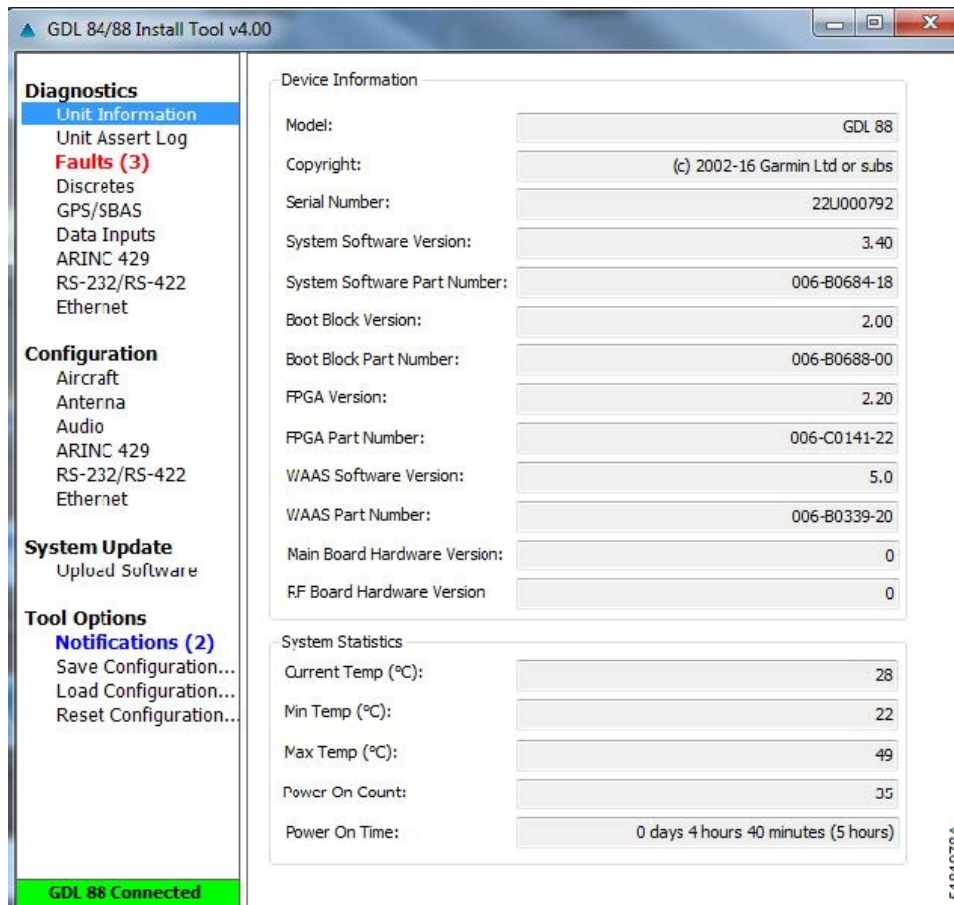 GDL 84/88 Install Tool v4.00
Diagnostics
Unit Information
Unit Assert Log
Faults (3)
Discretes
GPS/SBAS
Data Inputs
ARINC 429
RS-232/RS-422
Ethernet
Configuration
Aircraft
Antenna
Audio
ARINC 429
RS-232/RS-422
Ethernet
System Update
Upload Software
Tool Options
Notifications (2)
Save Configuration...
Load Configuration...
Reset Configuration...
GDL 88 Connected
Device Information
Model: GDL 88
Copyright: (c) 2002-16 Garmin Ltd or subs
Serial Number: 22U000792
System Software Version: 3.40
System Software Part Number: 006-B0684-18
Boot Block Version: 2.00
Boot Block Part Number: 006-B0688-00
FPGA Version: 2.20
FPGA Part Number: 006-C0141-22
WAAS Software Version: 5.0
WAAS Part Number: 006-B0339-20
Main Board Hardware Version: 0
RF Board Hardware Version 0
System Statistics
Current Temp (°C): 28
Min Temp (°C): 22
Max Temp (°C): 49
Power On Count: 35
Power On Time: 0 days 4 hours 40 minutes (5 hours)